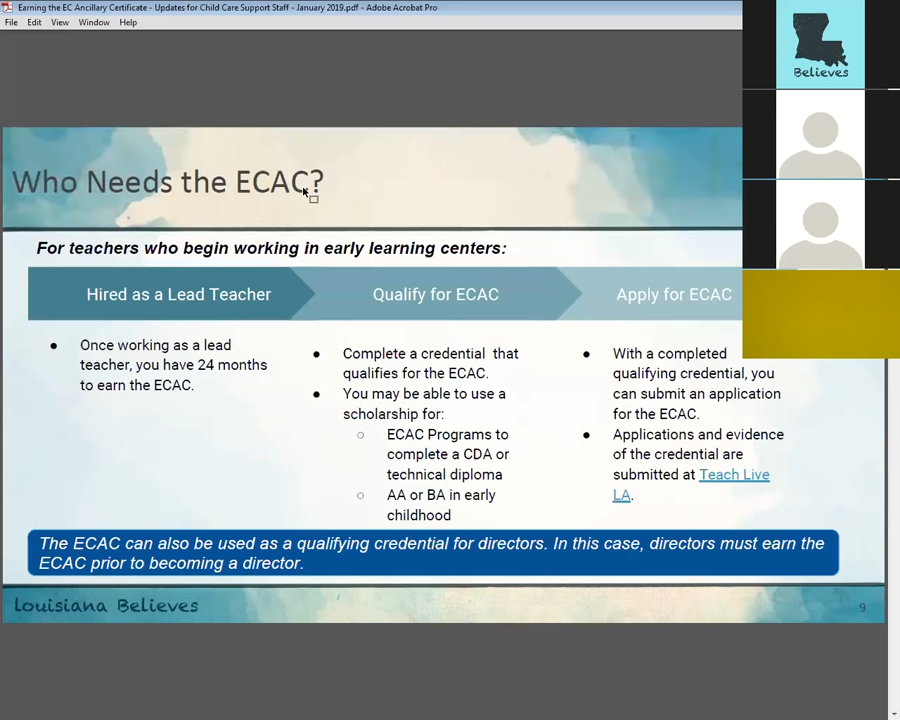 Earning the EC Ancillary Certificate - Updates for Child Care Support Staff - January 2019.pdf - Adobe Acrobat Pro
File Edit View Window Help
Believes
Who Needs the ECAC?
For teachers who begin working in early learning centers:
Hired as a Lead Teacher
Qualify for ECAC
Apply for ECAC
● Once working as a lead
teacher, you have 24 months
to earn the ECAC.
● Complete a credential that
qualifies for the ECAC.
● You may be able to use a
scholarship for:
○ ECAC Programs to
complete a CDA or
technical diploma
○ AA or BA in early
childhood
● With a completed
qualifying credential, you
can submit an application
for the ECAC.
● Applications and evidence
of the credential are
submitted at Teach Live
LA.
The ECAC can also be used as a qualifying credential for directors. In this case, directors must earn the
ECAC prior to becoming a director.
Louisiana Believes
9